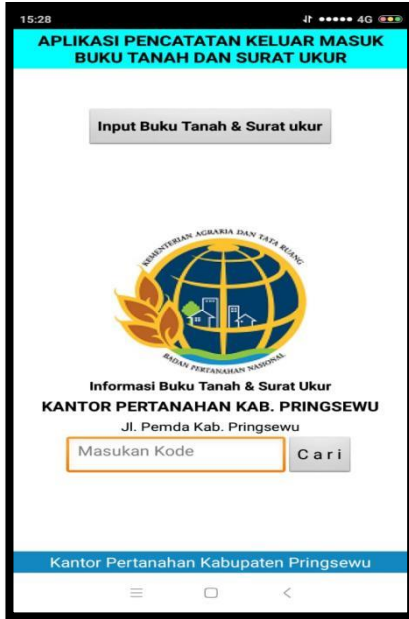 15:28
4G
APLIKASI PENCATATAN KELUAR MASUK
BUKU TANAH DAN SURAT UKUR
Input Buku Tanah & Surat ukur
KEMENTERIAN AGRARIA DAN TATA RUANG
BADAN PERTANAHAN NASIONAL
Informasi Buku Tanah & Surat Ukur
KANTOR PERTANAHAN KAB. PRINGSEWU
Jl. Pemda Kab. Pringsewu
Masukan Kode
Cari
Kantor Pertanahan Kabupaten Pringsewu